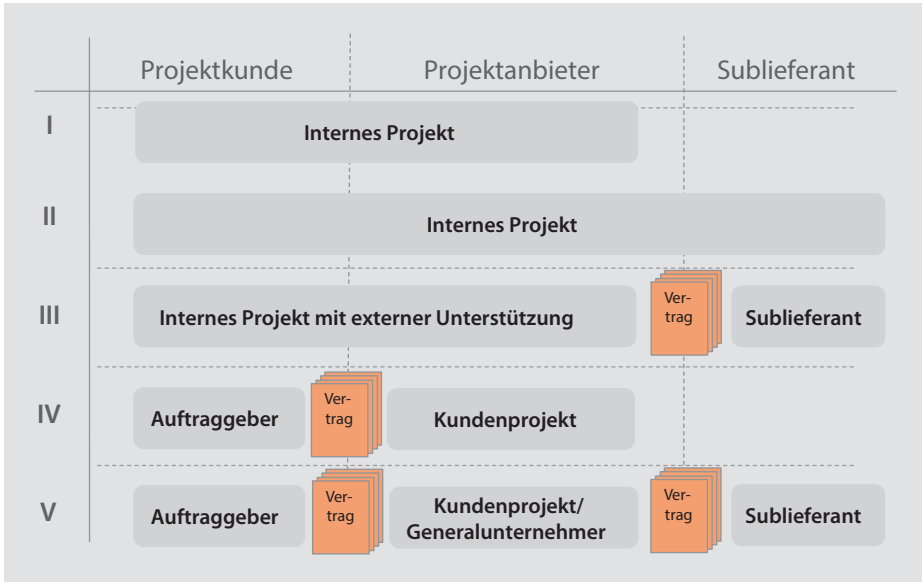 Projektkunde Projektanbieter Sublieferant
I Internes Projekt
II Internes Projekt
III Internes Projekt mit externer Unterstützung
Ver-
trag
Sublieferant
IV Auftraggeber
Ver-
trag
Kundenprojekt
V Auftraggeber
Ver-
trag
Kundenprojekt/
Generalunternehmer
Ver-
trag
Sublieferant